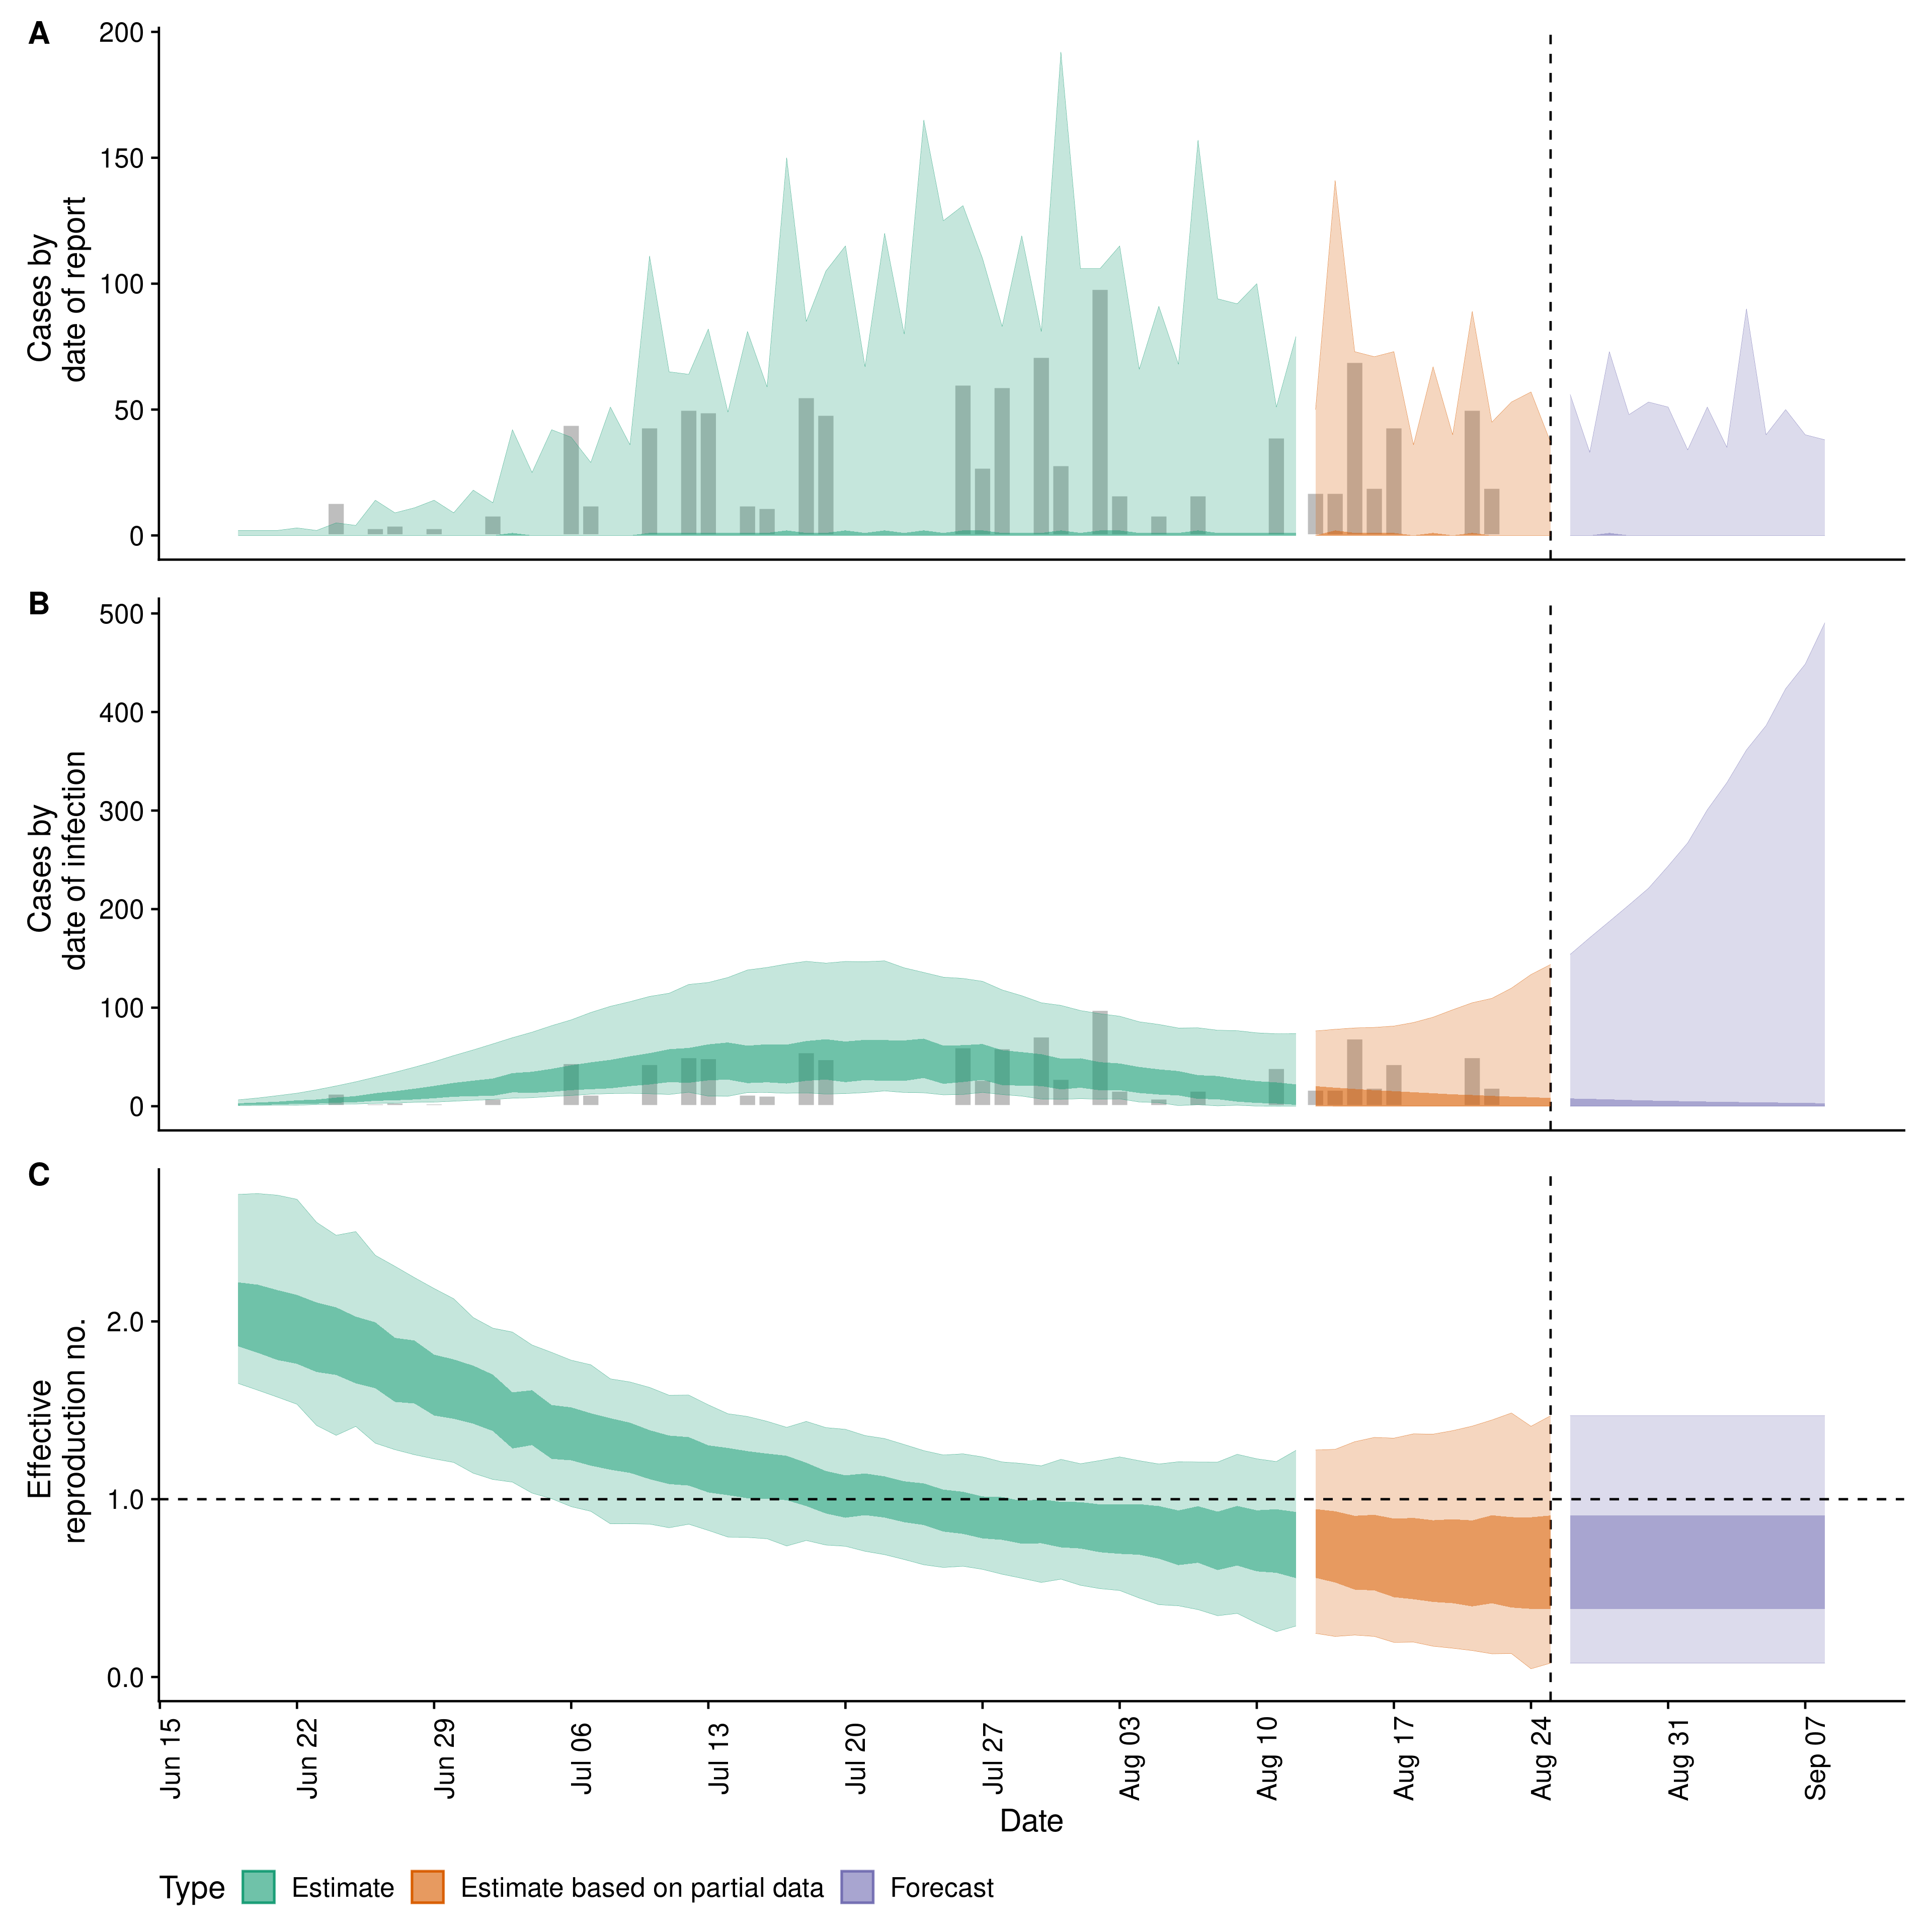 A
Cases by
date of report
200
150
100
50
0
B
Cases by
date of infection
500
400
300
200
100
0
C
Effective
reproduction no.
2.0
1.0
0.0
Jun 15
Jun 22
Jun 29
Jul 06
Jul 13
Jul 20
Jul 27
Aug 03
Aug 10
Aug 17
Aug 24
Aug 31
Sep 07
Date
Type Estimate Estimate based on partial data Forecast